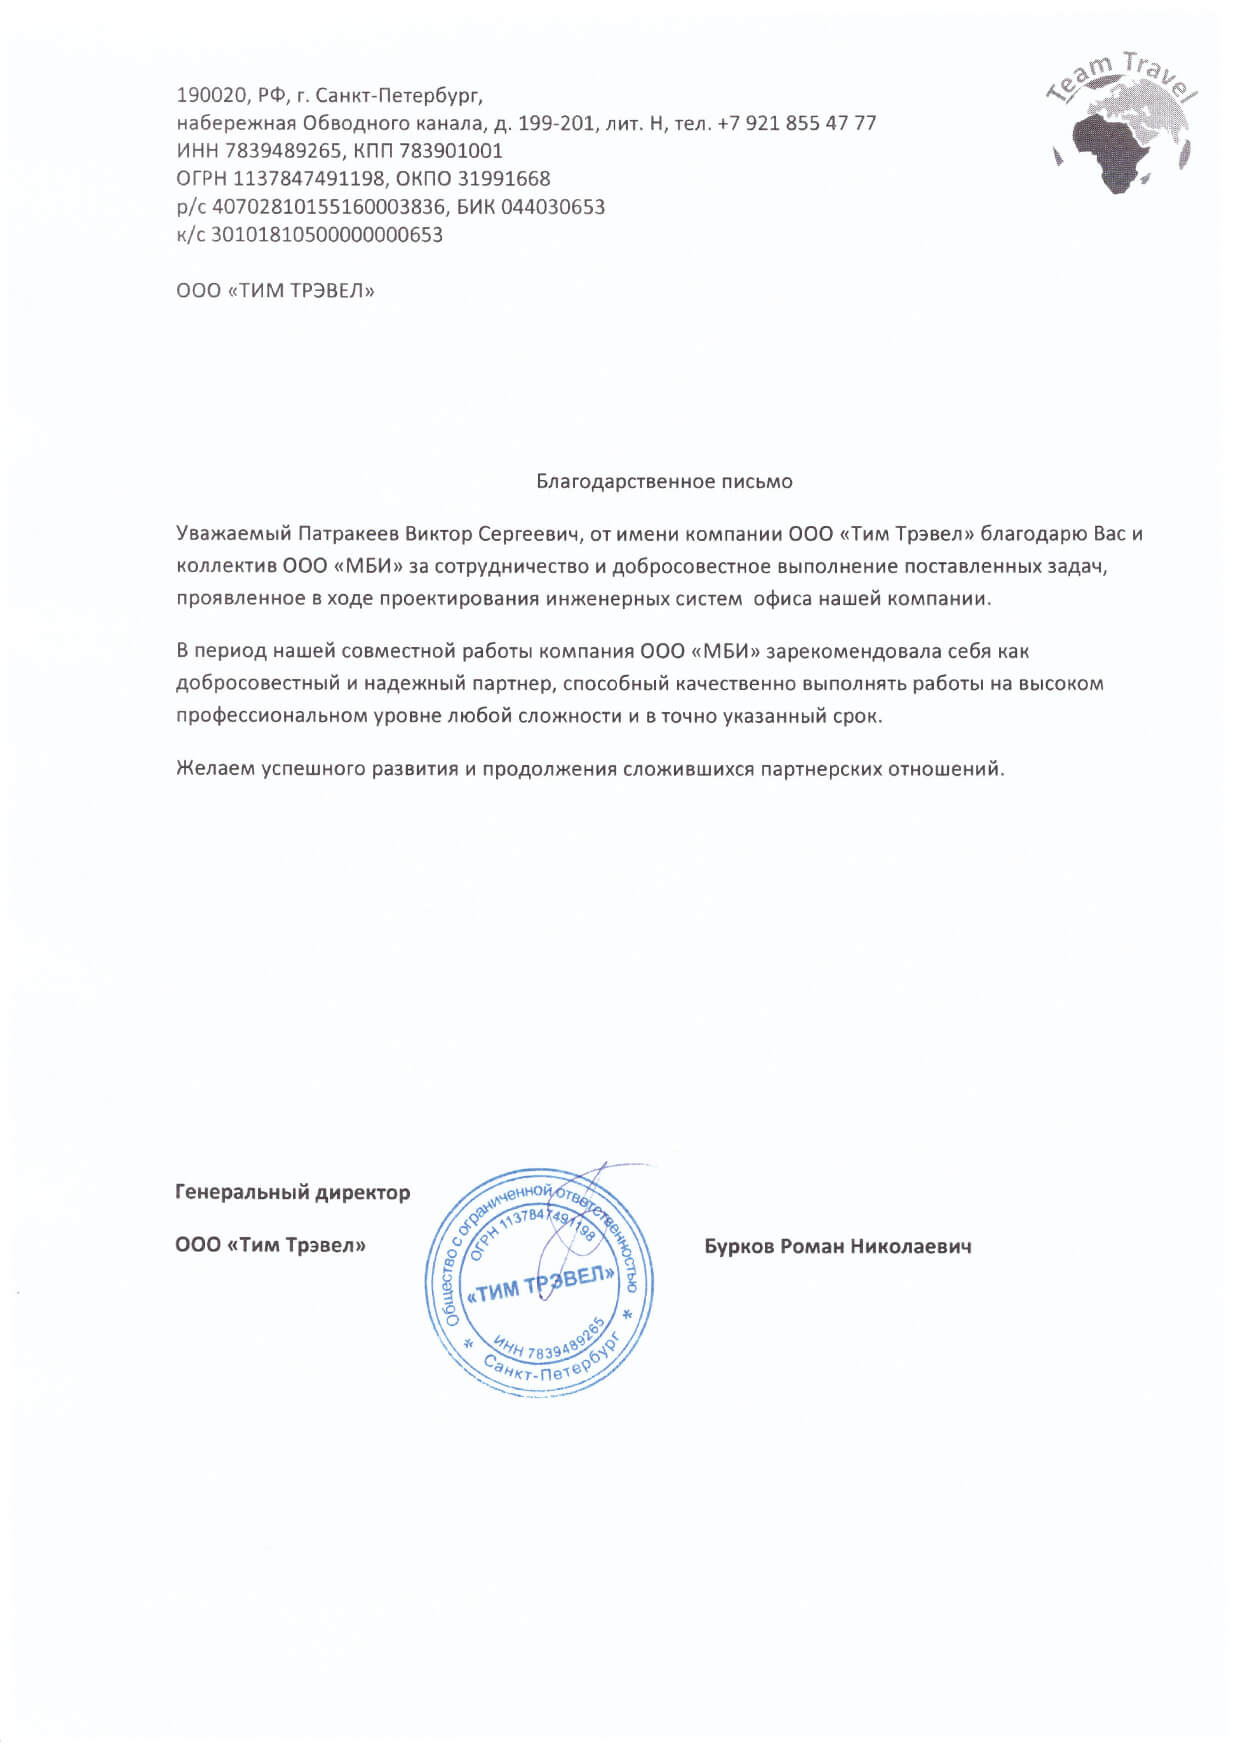 Team Travel
190020, РФ, г. Санкт-Петербург,
набережная Обводного канала, д. 199-201, лит. Н, тел. +7 921 855 47 77
ИНН 7839489265, КПП 783901001
ОГРН 1137847491198, ОКПО 31991668
р/с 40702810155160003836, БИК 044030653
к/с 30101810500000000653
ООО «ТИМ ТРЭВЕЛ»
Благодарственное письмо
Уважаемый Патракеев Виктор Сергеевич, от имени компании ООО «Тим Трэвел» благодарю Вас и
коллектив ООО «МБИ» за сотрудничество и добросовестное выполнение поставленных задач,
проявленное в ходе проектирования инженерных систем офиса нашей компании.
В период нашей совместной работы компания ООО «МБИ» зарекомендовала себя как
добросовестный и надежный партнер, способный качественно выполнять работы на высоком
профессиональном уровне любой сложности и в точно указанный срок.
Желаем успешного развития и продолжения сложившихся партнерских отношений.
Генеральный директор
ООО «Тим Трэвел»
Бурков Роман Николаевич
Общество с ограниченной ответственностью
ОГРН 1137847491198
«ТИМ ТРЭВЕЛ»
ИНН 7839489265
* Санкт-Петербург *